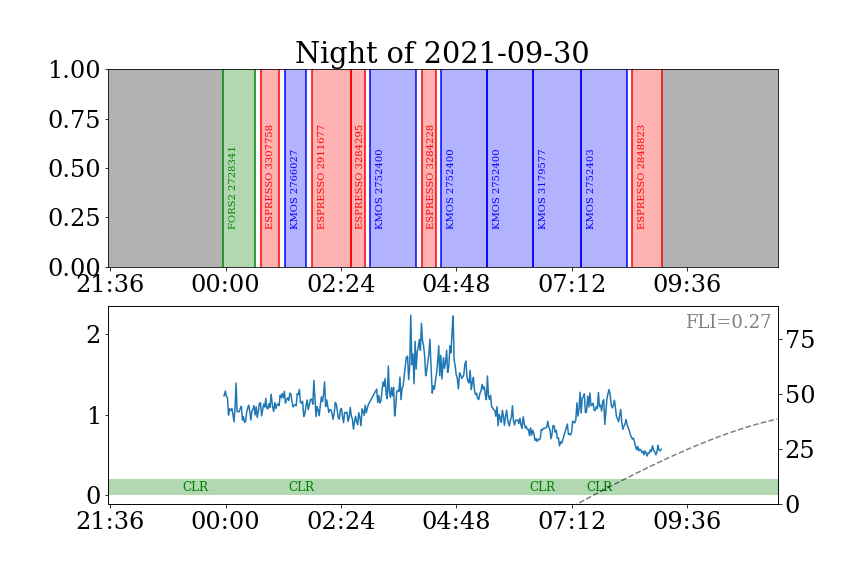 Night of 2021-09-30
1.00
0.75
0.50
0.25
0.00
FORS2 2728341
ESPRESSO 3307758
KMOS 2766027
ESPRESSO 2911677
ESPRESSO 3284295
KMOS 2752400
ESPRESSO 3284228
KMOS 2752400
KMOS 2752400
KMOS 3179577
KMOS 2752403
ESPRESSO 2848823
21:36 00:00 02:24 04:48 07:12 09:36
FLI=0.27
2
1
0
75
50
25
0
CLR CLR CLR CLR
21:36 00:00 02:24 04:48 07:12 09:36